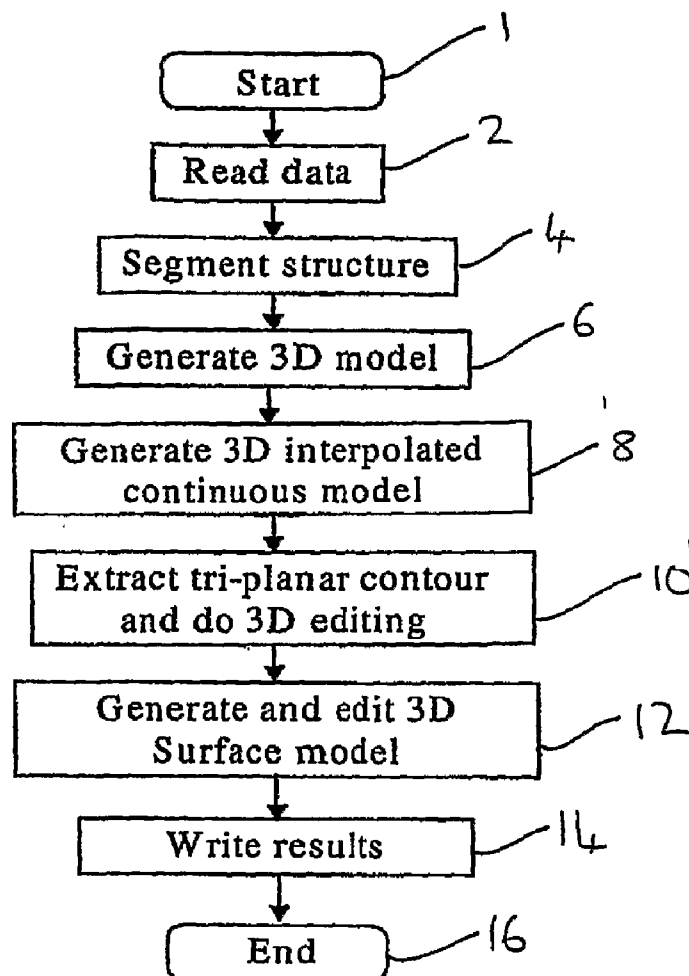 1
Start
2
Read data
4
Segment structure
6
Generate 3D model
8
Generate 3D interpolated
continuous model
10
Extract tri-planar contour
and do 3D editing
12
Generate and edit 3D
Surface model
14
Write results
16
End